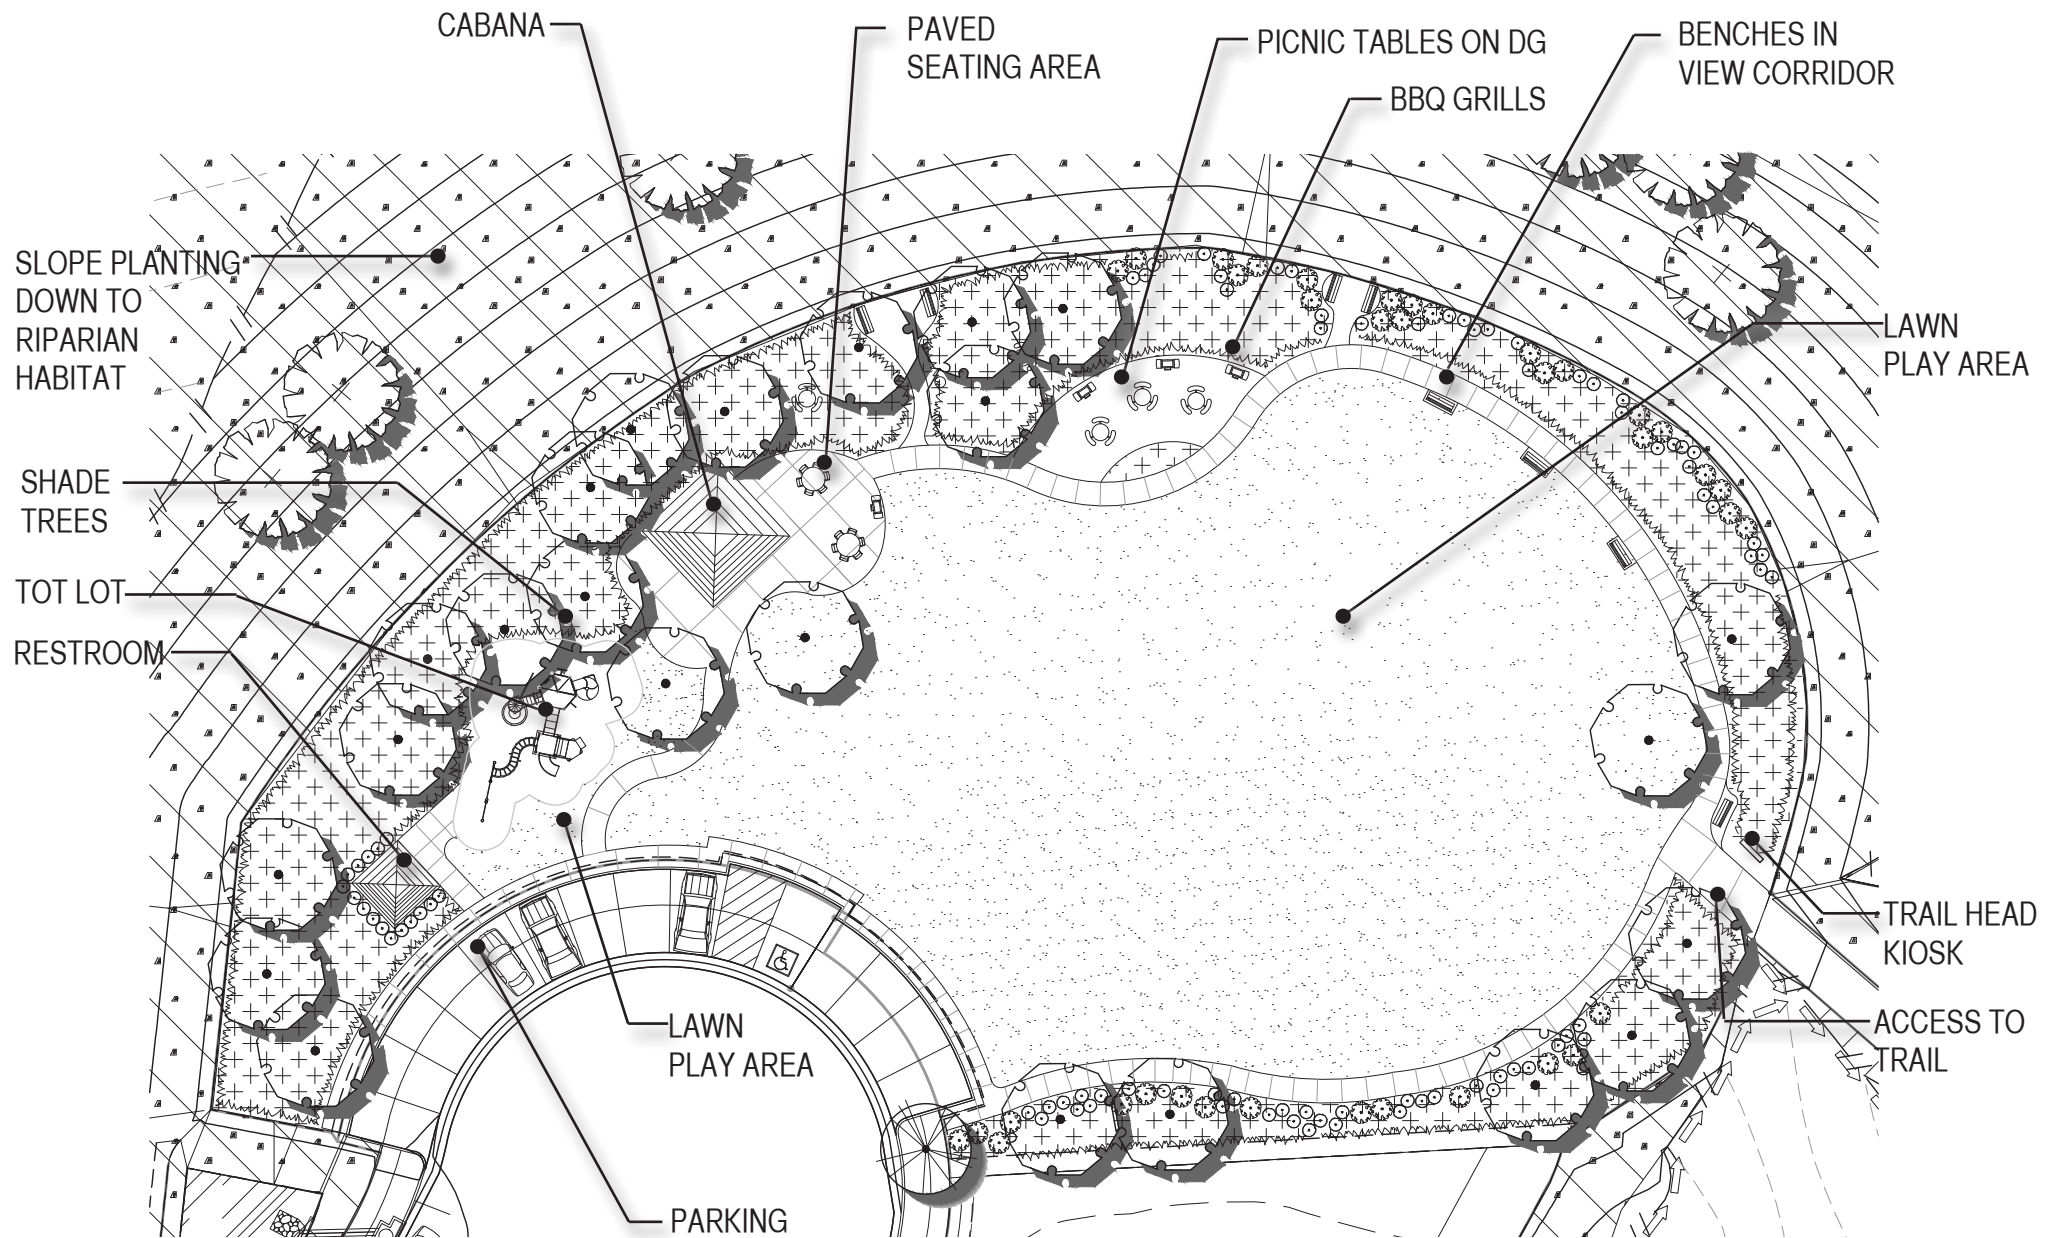 CABANA
PAVED
SEATING AREA
PICNIC TABLES ON DG
BBQ GRILLS
BENCHES IN
VIEW CORRIDOR
SLOPE PLANTING
DOWN TO
RIPARIAN
HABITAT
LAWN
PLAY AREA
SHADE
TREES
TOT LOT
RESTROOM
TRAIL HEAD
KIOSK
ACCESS TO
TRAIL
LAWN
PLAY AREA
PARKING